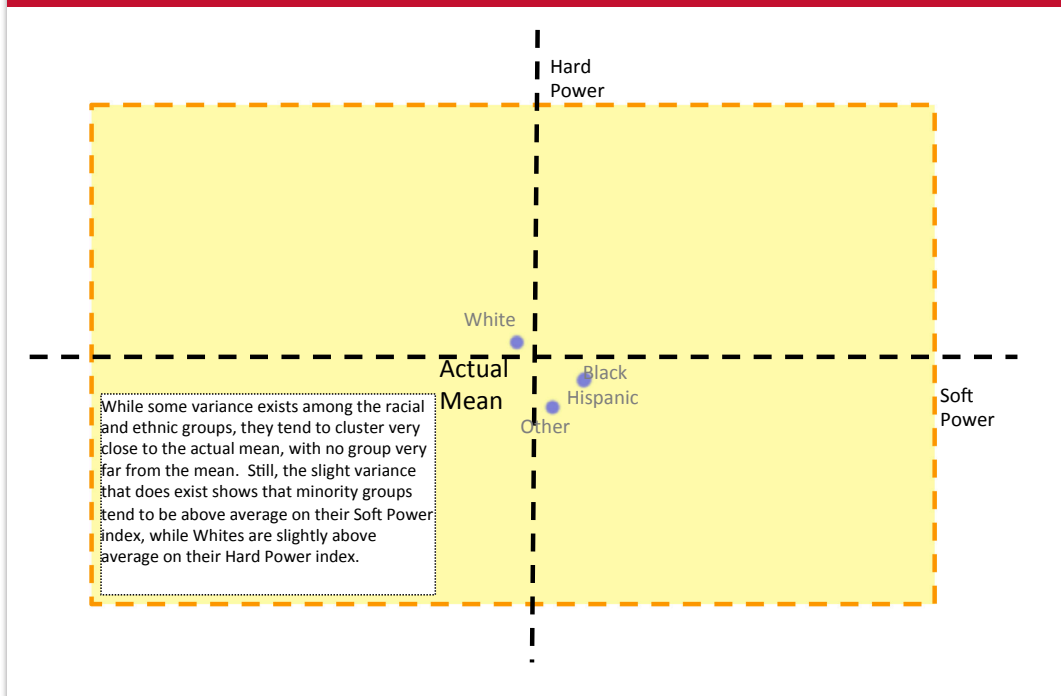 Hard
Power
White
Actual
Mean
Black
Hispanic
Other
Soft
Power
While some variance exists among the racial
and ethnic groups, they tend to cluster very
close to the actual mean, with no group very
far from the mean.  Still, the slight variance
that does exist shows that minority groups
tend to be above average on their Soft Power
index, while Whites are slightly above
average on their Hard Power index.